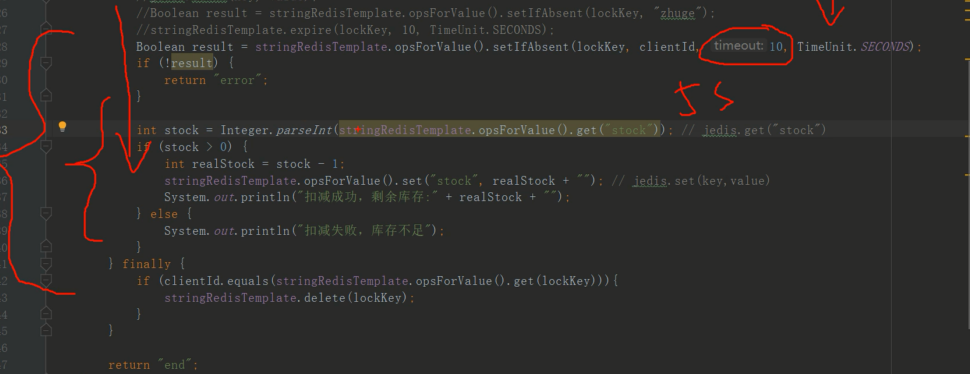 26 //Boolean result = stringRedisTemplate.opsForValue().setIfAbsent(lockKey, "zhuge");
27 //stringRedisTemplate.expire(lockKey, 10, TimeUnit.SECONDS);
28 Boolean result = stringRedisTemplate.opsForValue().setIfAbsent(lockKey, clientId, timeout: 10, TimeUnit.SECONDS);
if (!result) {
return "error";
}
5s
int stock = Integer.parseInt(stringRedisTemplate.opsForValue().get("stock")); // jedis.get("stock")
if (stock > 0) {
int realStock = stock - 1;
stringRedisTemplate.opsForValue().set("stock", realStock + ""); // jedis.set(key,value)
System.out.println("扣减成功，剩余库存:" + realStock + "");
} else {
System.out.println("扣减失败，库存不足");
}
} finally {
if (clientId.equals(stringRedisTemplate.opsForValue().get(lockKey))){
stringRedisTemplate.delete(lockKey);
}
}
return "end";